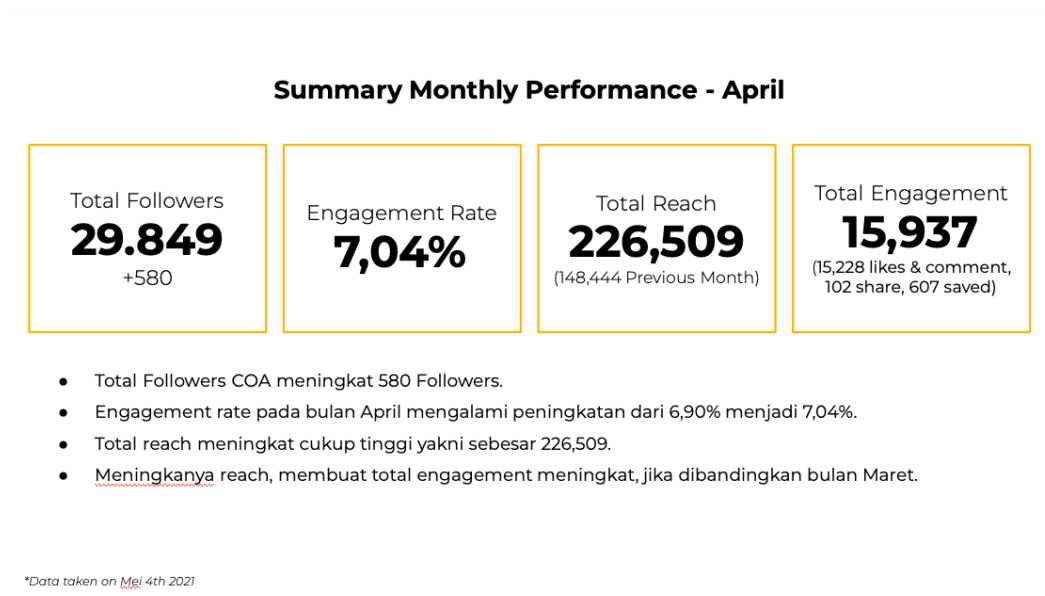 Summary Monthly Performance - April
Total Followers
29.849
+580
Engagement Rate
7,04%
Total Reach
226,509
(148,444 Previous Month)
Total Engagement
15,937
(15,228 likes & comment,
102 share, 607 saved)
● Total Followers COA meningkat 580 Followers.
● Engagement rate pada bulan April mengalami peningkatan dari 6,90% menjadi 7,04%.
● Total reach meningkat cukup tinggi yakni sebesar 226,509.
● Meningkanya reach, membuat total engagement meningkat, jika dibandingkan bulan Maret.
*Data taken on Mei 4th 2021